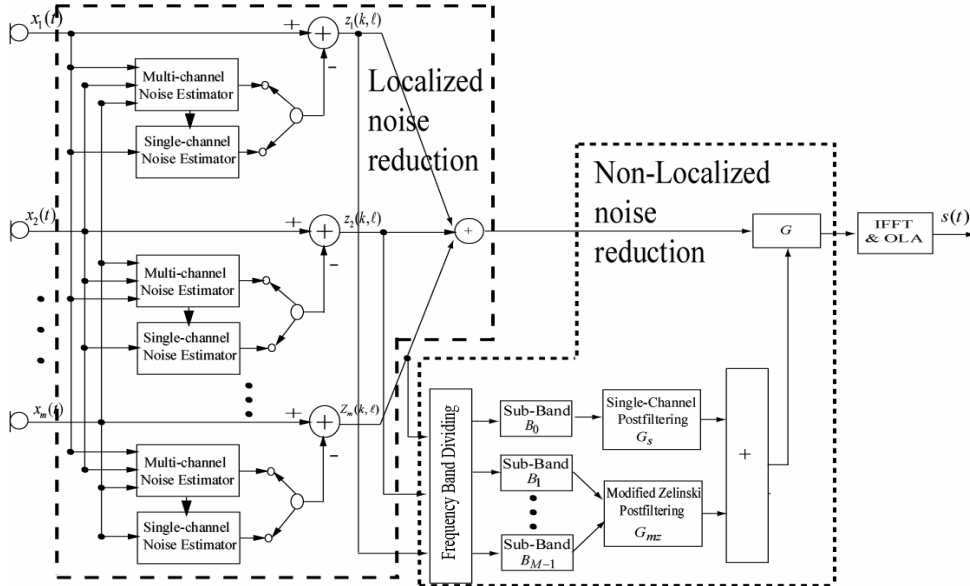 x₁(t)
+
+
z₁(k,ℓ)
-
Multi-channel
Noise Estimator
Single-channel
Noise Estimator
Localized
noise
reduction
x₂(t)
+
+
z₂(k,ℓ)
-
+
Multi-channel
Noise Estimator
Single-channel
Noise Estimator
Non-Localized
noise
reduction
G
IFFT
& OLA
s(t)
xₘ(t)
+
+
Zₘ(k,ℓ)
-
Multi-channel
Noise Estimator
Single-channel
Noise Estimator
Frequency Band Dividing
Sub-Band
B₀
Single-Channel
Postfiltering
Gₛ
Sub-Band
B₁
Modified Zelinski
Postfiltering
G_{mz}
Sub-Band
B_{M-1}
+